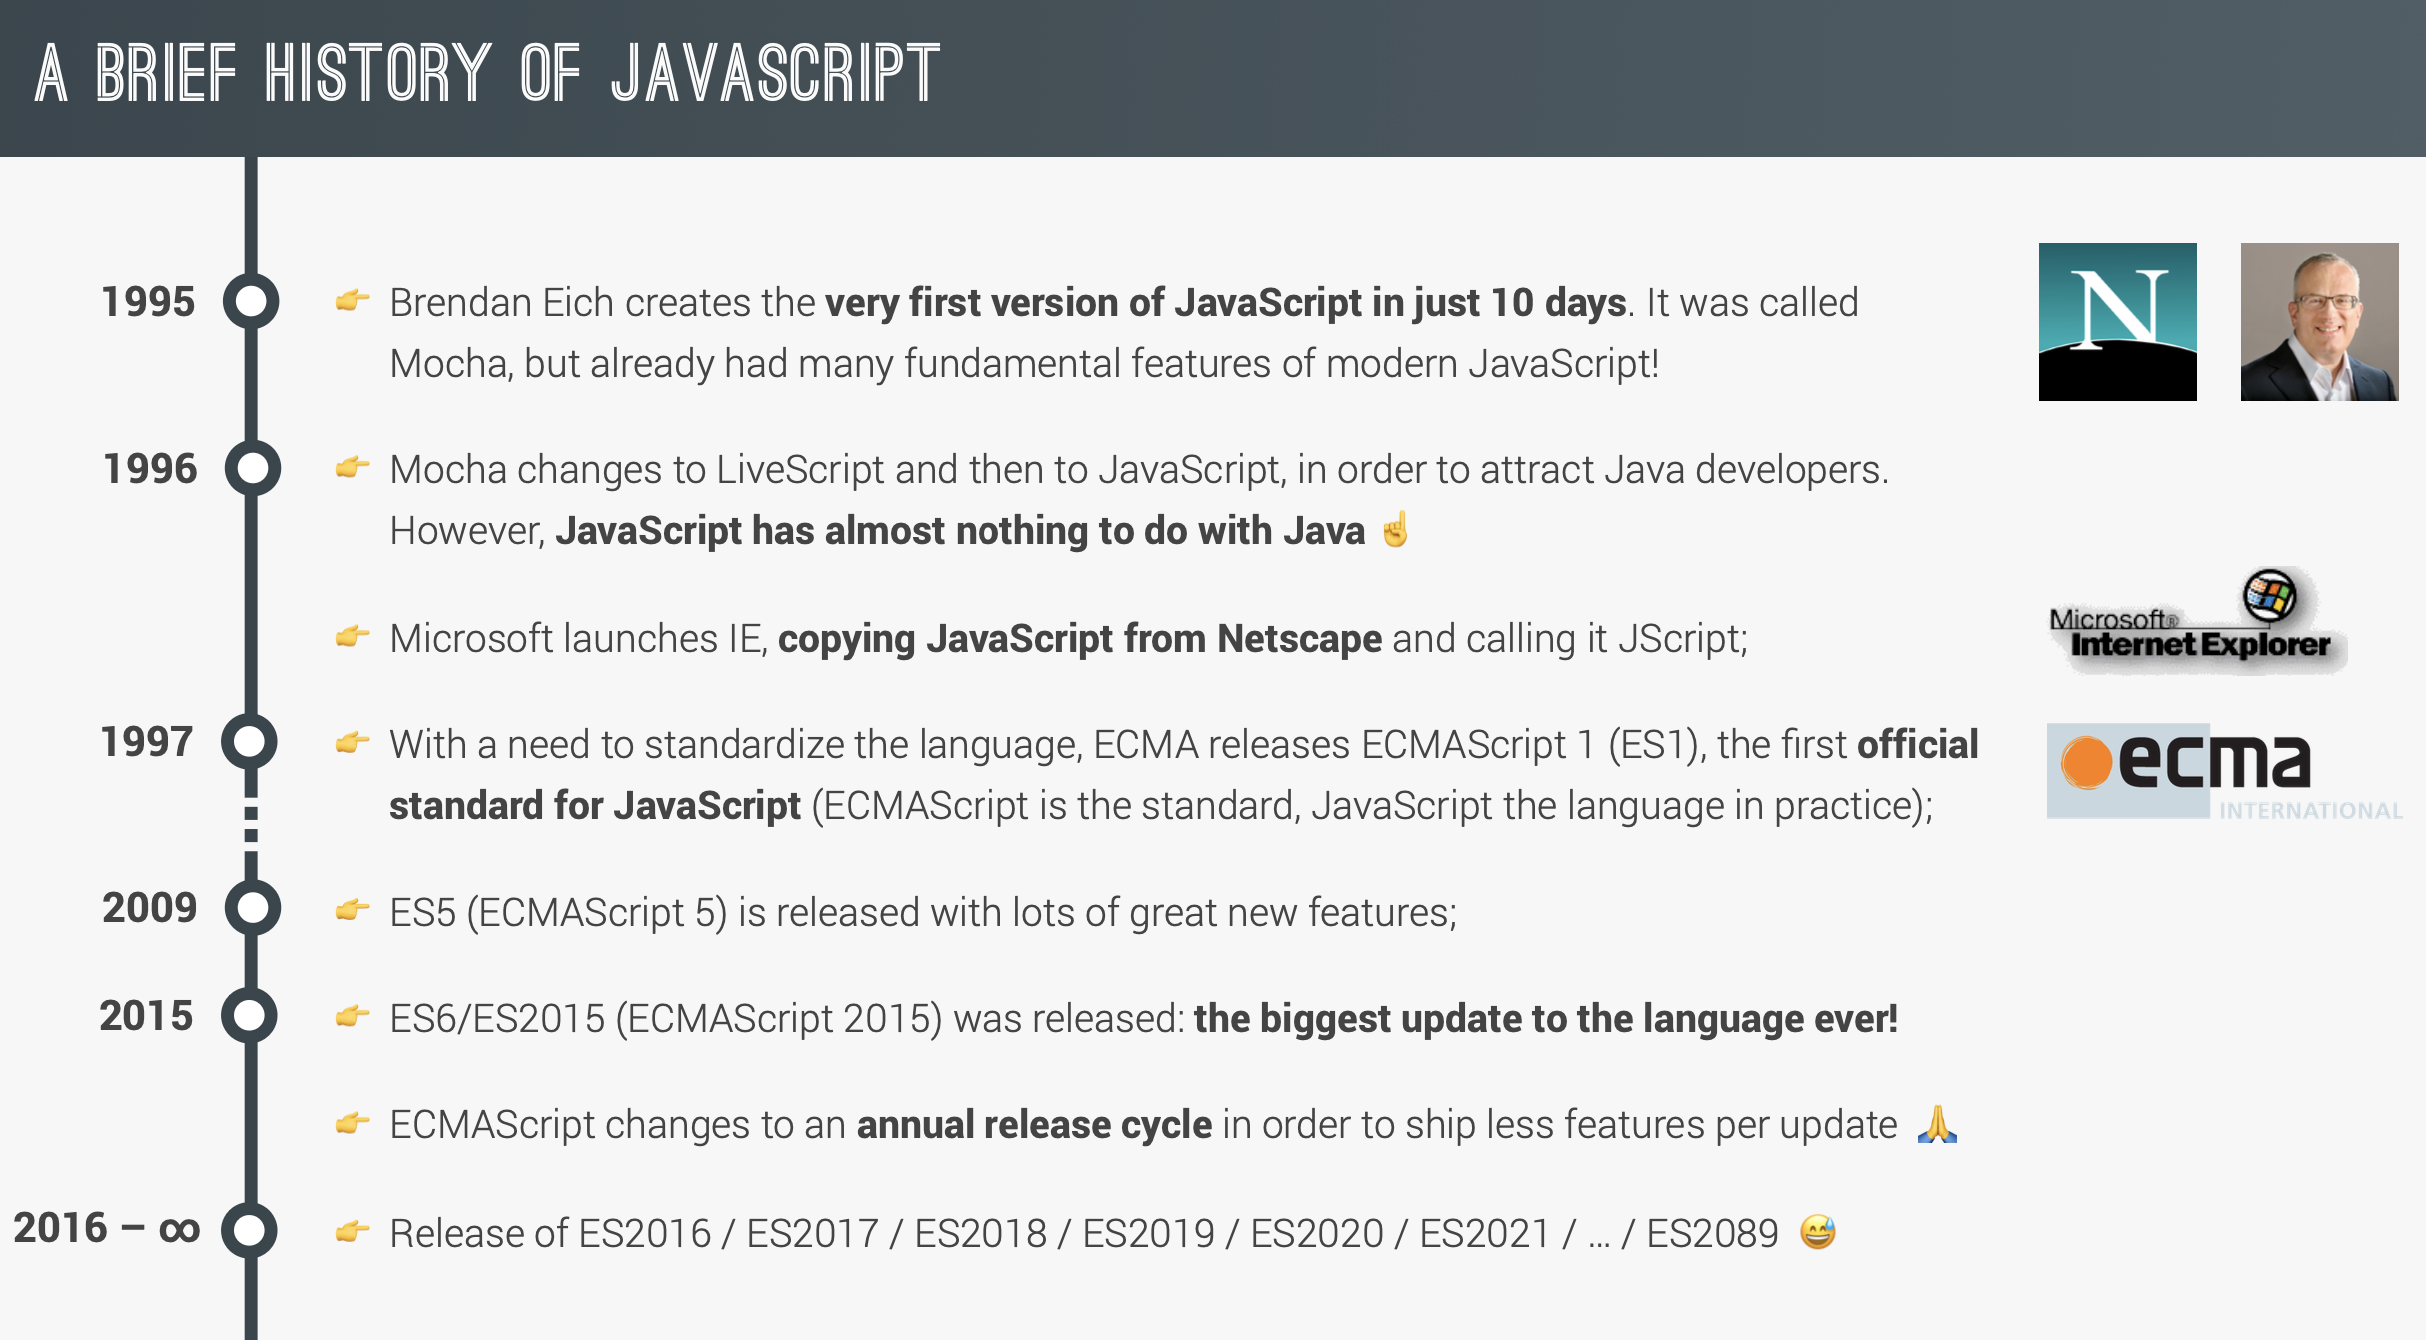 A BRIEF HISTORY OF JAVASCRIPT
1995
👉 Brendan Eich creates the very first version of JavaScript in just 10 days. It was called
Mocha, but already had many fundamental features of modern JavaScript!
N
1996
👉 Mocha changes to LiveScript and then to JavaScript, in order to attract Java developers.
However, JavaScript has almost nothing to do with Java ☝️
👉 Microsoft launches IE, copying JavaScript from Netscape and calling it JScript;
Microsoft®
Internet Explorer
1997
👉 With a need to standardize the language, ECMA releases ECMAScript 1 (ES1), the first official
standard for JavaScript (ECMAScript is the standard, JavaScript the language in practice);
ecma
INTERNATIONAL
2009
👉 ES5 (ECMAScript 5) is released with lots of great new features;
2015
👉 ES6/ES2015 (ECMAScript 2015) was released: the biggest update to the language ever!
👉 ECMAScript changes to an annual release cycle in order to ship less features per update 🙏
2016 – ∞
👉 Release of ES2016 / ES2017 / ES2018 / ES2019 / ES2020 / ES2021 / … / ES2089 😅